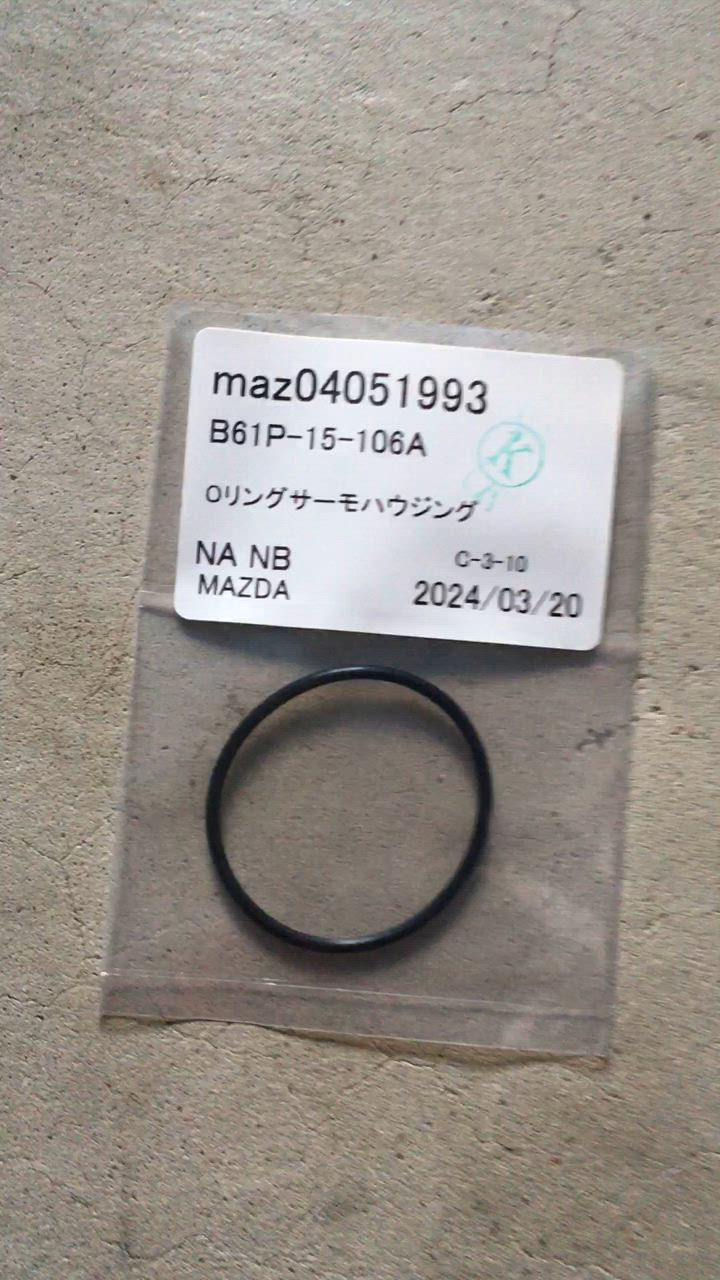 maz04051993
B61P-15-106A
K
Oリングサーモハウジング
NA NB
C-3-10
MAZDA
2024/03/20